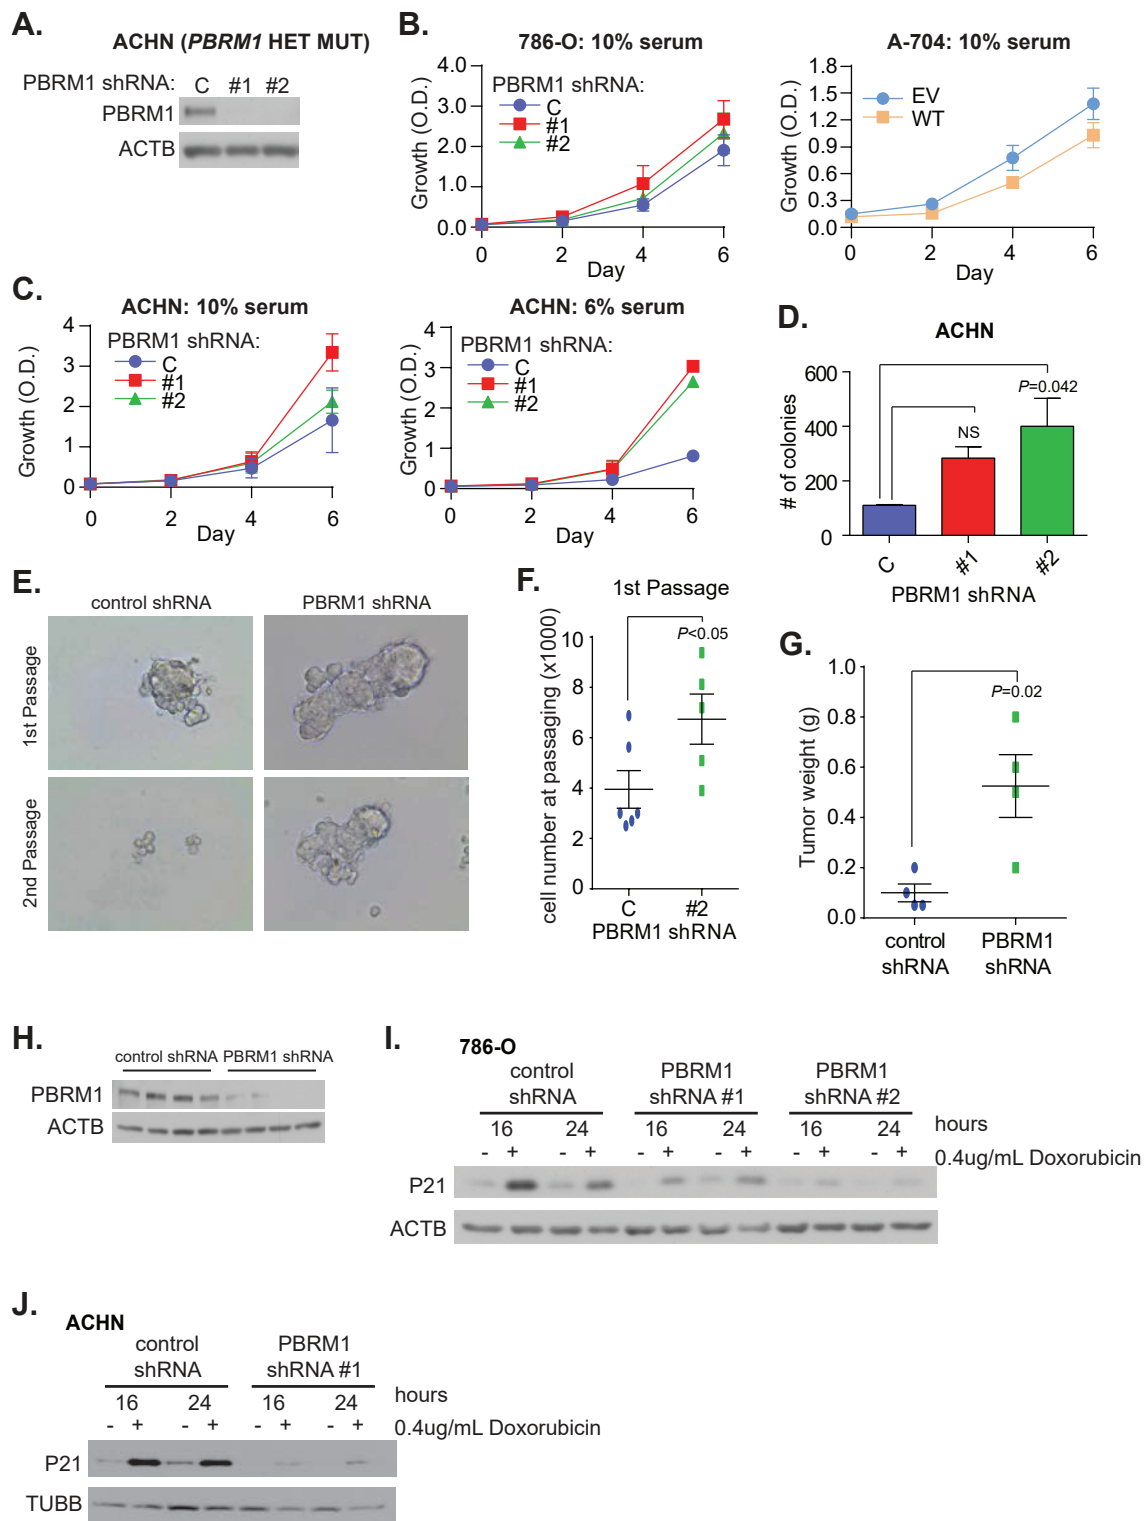 A.
ACHN (PBRM1 HET MUT)
PBRM1 shRNA: C #1 #2
PBRM1
ACTB
B.
786-O: 10% serum
Growth (O.D.)
4.0
3.0
2.0
1.0
0.0
PBRM1 shRNA:
C
#1
#2
0 2 4 6
Day
A-704: 10% serum
Growth (O.D.)
1.8
1.5
1.2
0.9
0.6
0.3
0.0
EV
WT
0 2 4 6
Day
C.
ACHN: 10% serum
Growth (O.D.)
4
3
2
1
0
PBRM1 shRNA:
C
#1
#2
0 2 4 6
Day
ACHN: 6% serum
Growth (O.D.)
4
3
2
1
0
PBRM1 shRNA:
C
#1
#2
0 2 4 6
Day
D.
ACHN
# of colonies
600
400
200
0
NS
P=0.042
C #1 #2
PBRM1 shRNA
E.
control shRNA PBRM1 shRNA
1st Passage
2nd Passage
F.
1st Passage
cell number at passaging (x1000)
10
8
6
4
2
0
P<0.05
C #2
PBRM1 shRNA
G.
Tumor weight (g)
1.0
0.8
0.6
0.4
0.2
0.0
P=0.02
control PBRM1
shRNA shRNA
H.
control shRNA PBRM1 shRNA
PBRM1
ACTB
I.
786-O
control PBRM1 PBRM1
shRNA shRNA #1 shRNA #2
16 24 16 24 16 24 hours
- + - + - + - + - + - + 0.4ug/mL Doxorubicin
P21
ACTB
J.
ACHN
control PBRM1
shRNA shRNA #1
16 24 16 24 hours
- + - + - + - + 0.4ug/mL Doxorubicin
P21
TUBB